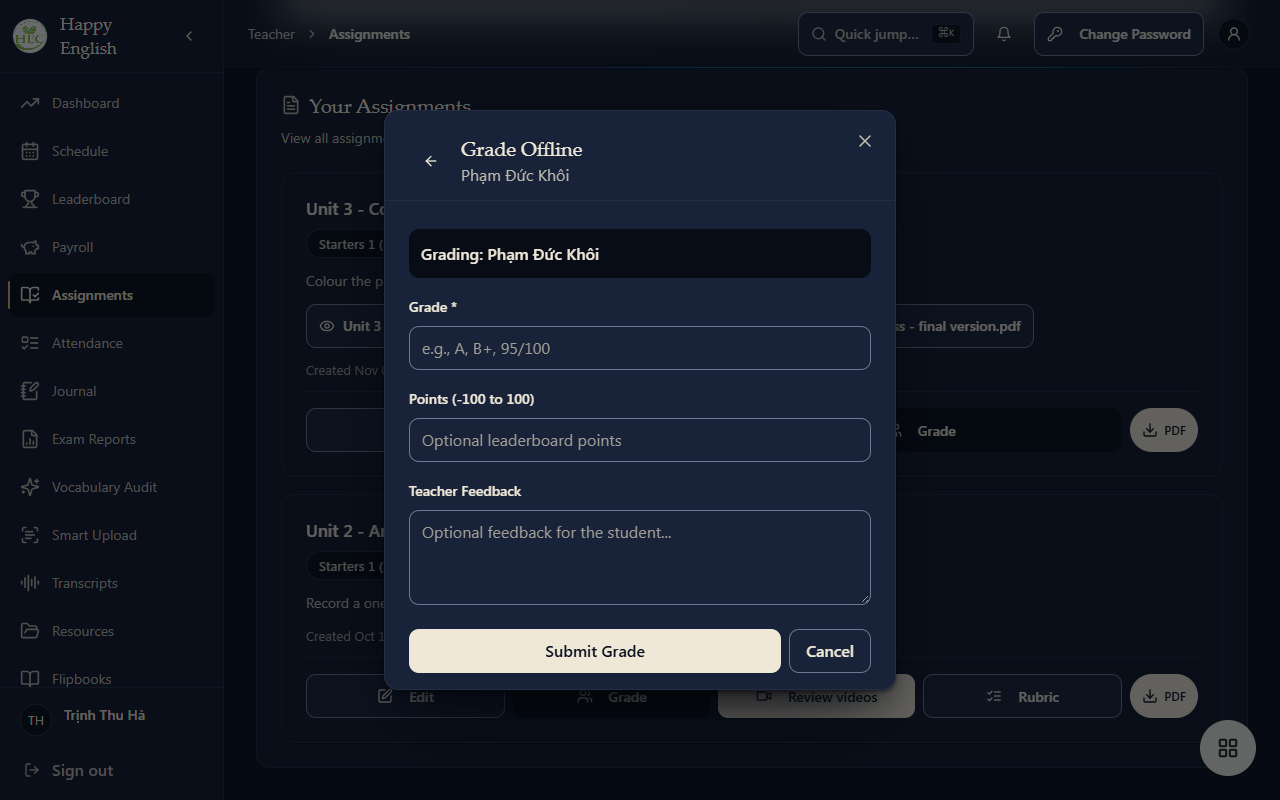 Happy
English
HEC
Dashboard
Schedule
Leaderboard
Payroll
Assignments
Attendance
Journal
Exam Reports
Vocabulary Audit
Smart Upload
Transcripts
Resources
Flipbooks
TH
Trịnh Thu Hà
Sign out
Teacher
Assignments
Quick jump...
⌘K
Change Password
Your Assignments
View all assignm
Unit 3 - Co
Starters 1 (
Colour the p
Unit 3
ss - final version.pdf
Created Nov 0
Grade
PDF
Unit 2 - A
Starters 1 (
Record a one
Created Oct 1
Edit
Grade
Review videos
Rubric
PDF
Grade Offline
Phạm Đức Khôi
Grading: Phạm Đức Khôi
Grade *
e.g., A, B+, 95/100
Points (-100 to 100)
Optional leaderboard points
Teacher Feedback
Optional feedback for the student...
Submit Grade
Cancel